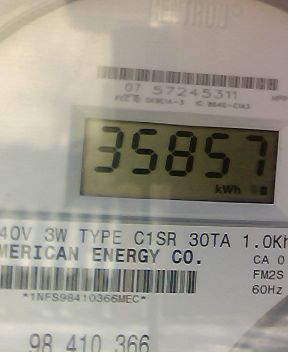 07 57245311
35857
kWh
40V 3W TYPE C1SR 30TA 1.0Kh
MERICAN ENERGY CO.
CA 0
FM2S
60Hz
*1NFS98410366MEC*
98 410 366